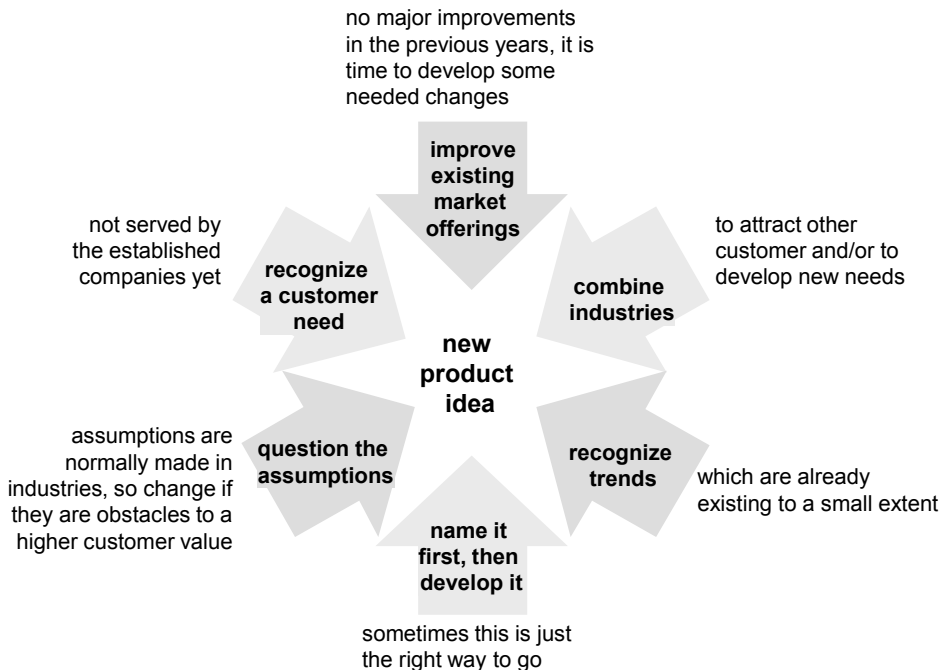 no major improvements
in the previous years, it is
time to develop some
needed changes
improve
existing
market
offerings
not served by
the established
companies yet
recognize
a customer
need
to attract other
customer and/or to
develop new needs
combine
industries
new
product
idea
assumptions are
normally made in
industries, so change if
they are obstacles to a
higher customer value
question the
assumptions
recognize
trends
which are already
existing to a small extent
name it
first, then
develop it
sometimes this is just
the right way to go